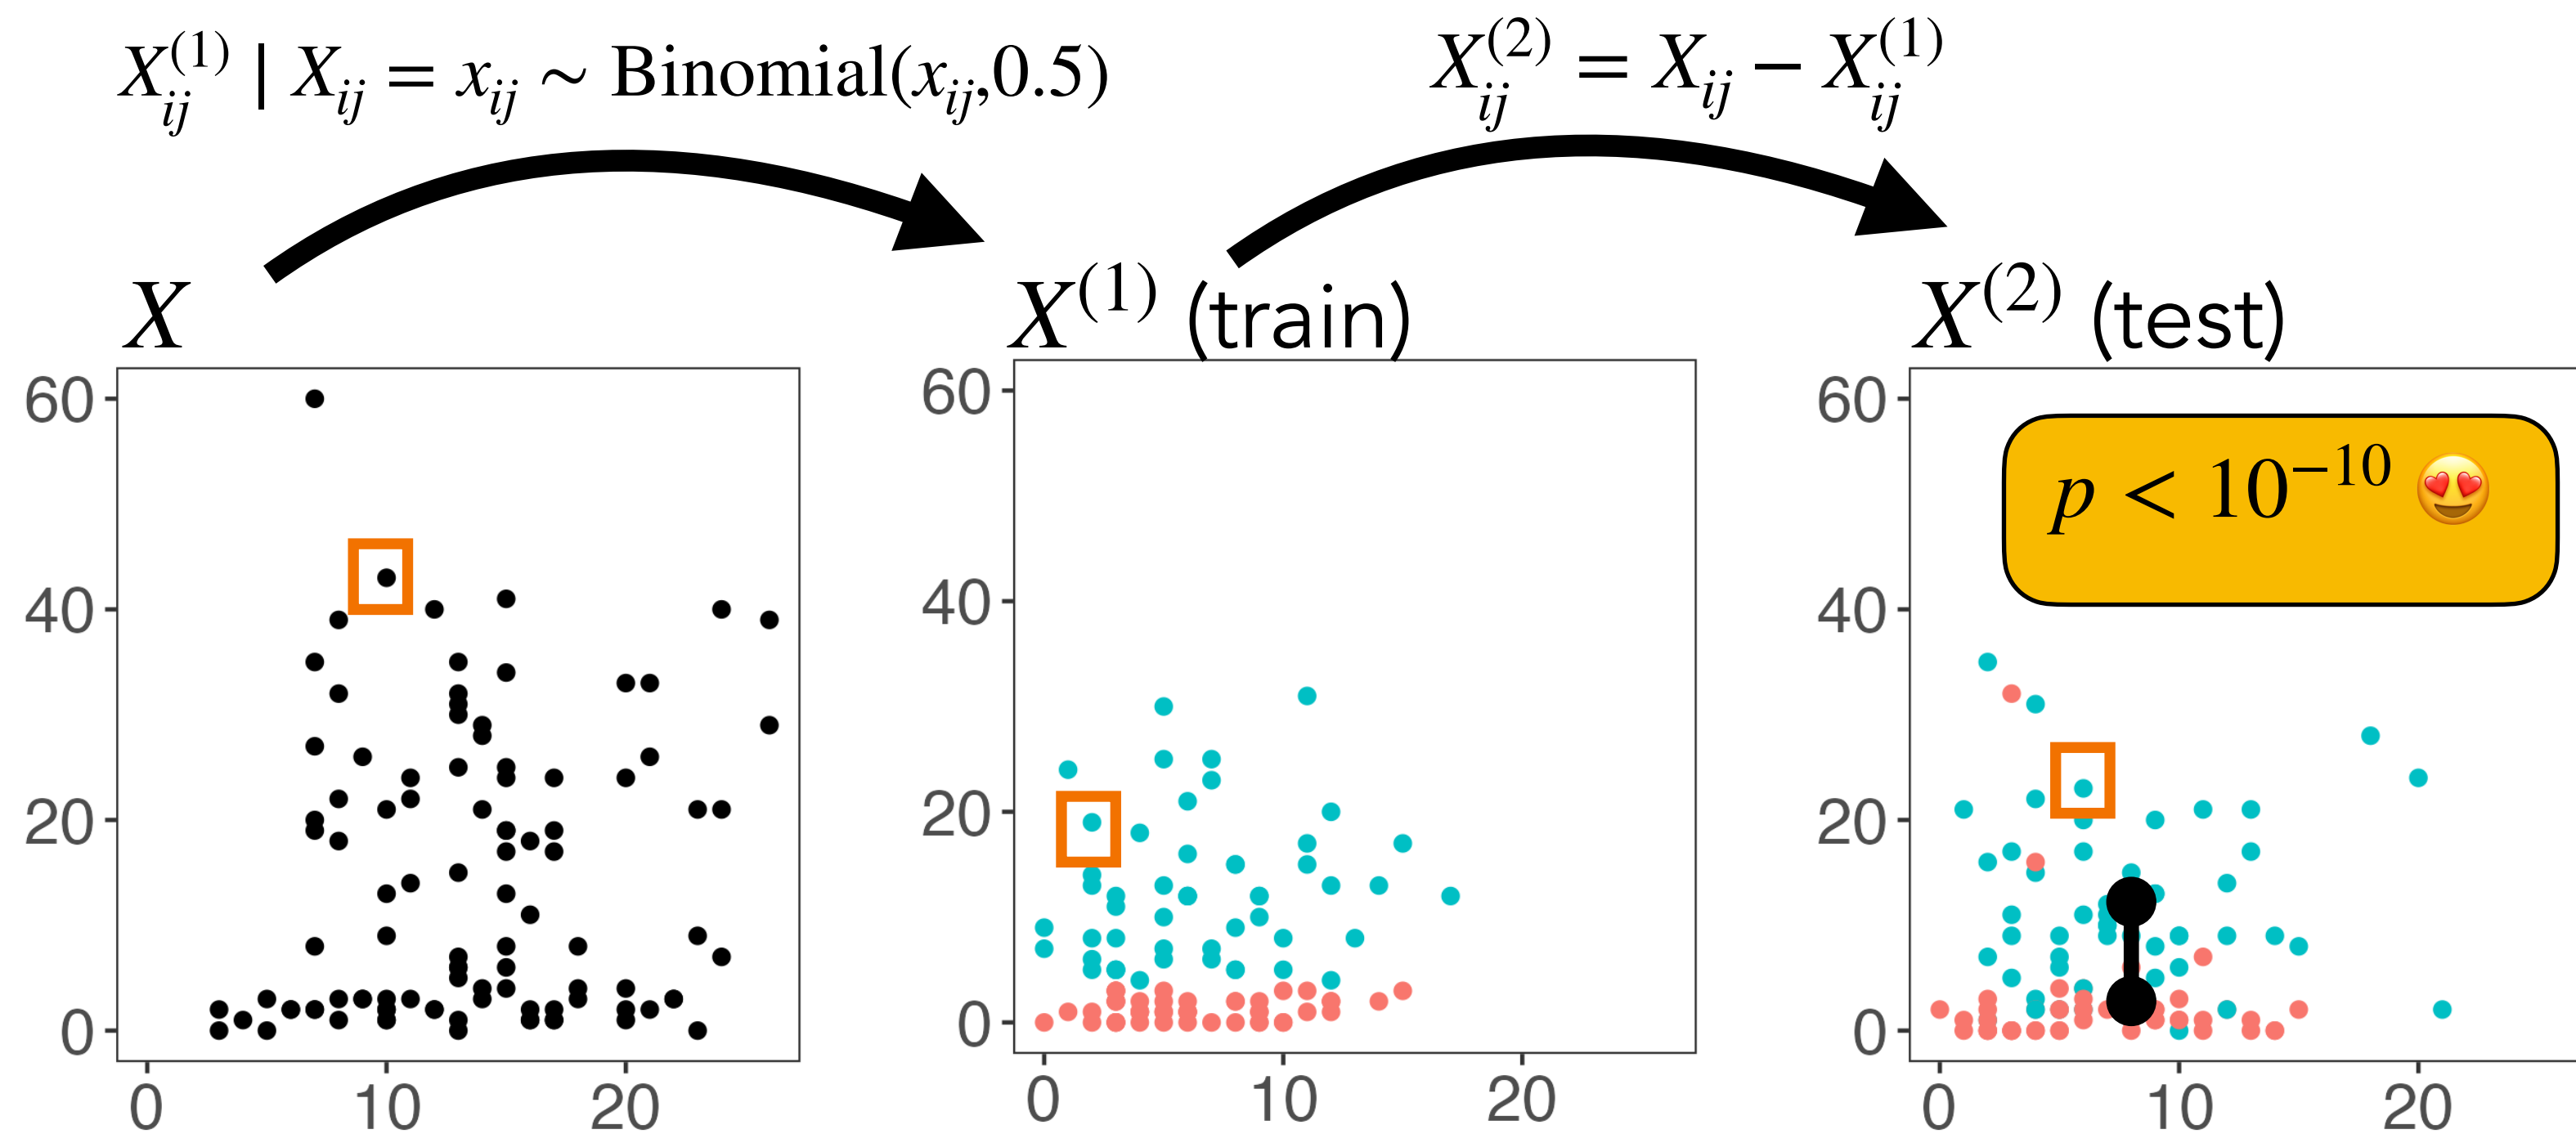 X_{ij}^{(1)} | X_{ij} = x_{ij} ∼ Binomial(x_{ij},0.5)
X_{ij}^{(2)} = X_{ij} − X_{ij}^{(1)}
X
X^{(1)} (train)
X^{(2)} (test)
60
40
20
0
0 10 20
60
40
20
0
0 10 20
60
40
20
0
0 10 20
p < 10^{−10} 😍